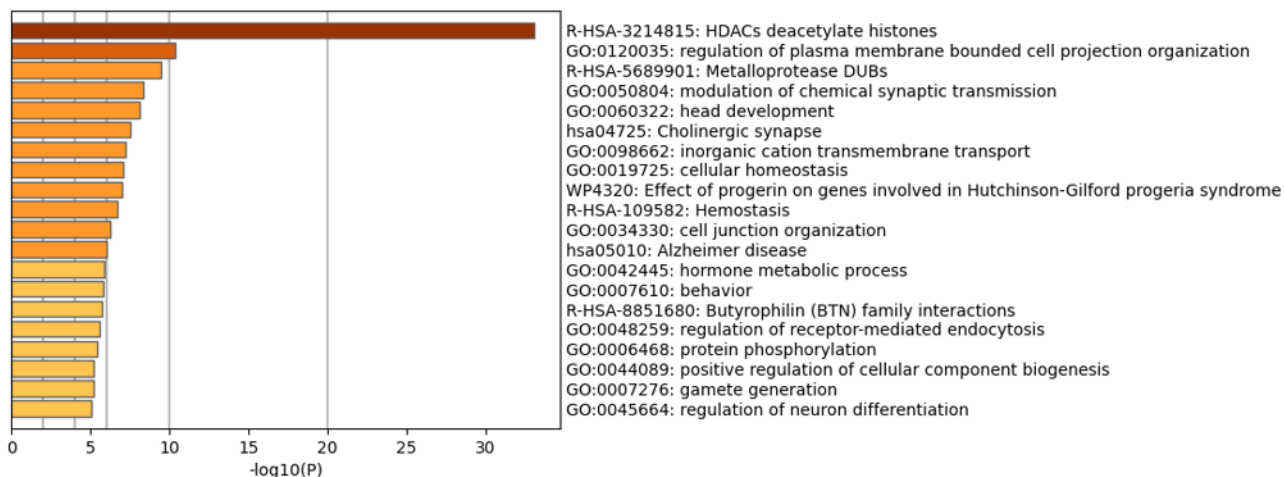 R-HSA-3214815: HDACs deacetylate histones
GO:0120035: regulation of plasma membrane bounded cell projection organization
R-HSA-5689901: Metalloprotease DUBs
GO:0050804: modulation of chemical synaptic transmission
GO:0060322: head development
hsa04725: Cholinergic synapse
GO:0098662: inorganic cation transmembrane transport
GO:0019725: cellular homeostasis
WP4320: Effect of progerin on genes involved in Hutchinson-Gilford progeria syndrome
R-HSA-109582: Hemostasis
GO:0034330: cell junction organization
hsa05010: Alzheimer disease
GO:0042445: hormone metabolic process
GO:0007610: behavior
R-HSA-8851680: Butyrophilin (BTN) family interactions
GO:0048259: regulation of receptor-mediated endocytosis
GO:0006468: protein phosphorylation
GO:0044089: positive regulation of cellular component biogenesis
GO:0007276: gamete generation
GO:0045664: regulation of neuron differentiation
0 5 10 15 20 25 30
-log10(P)